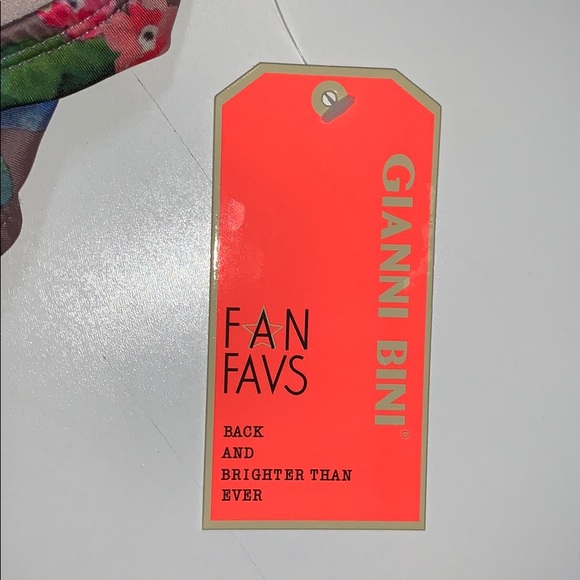 GIANNI BINI
FAN
FAVS
BACK
AND
BRIGHTER THAN
EVER